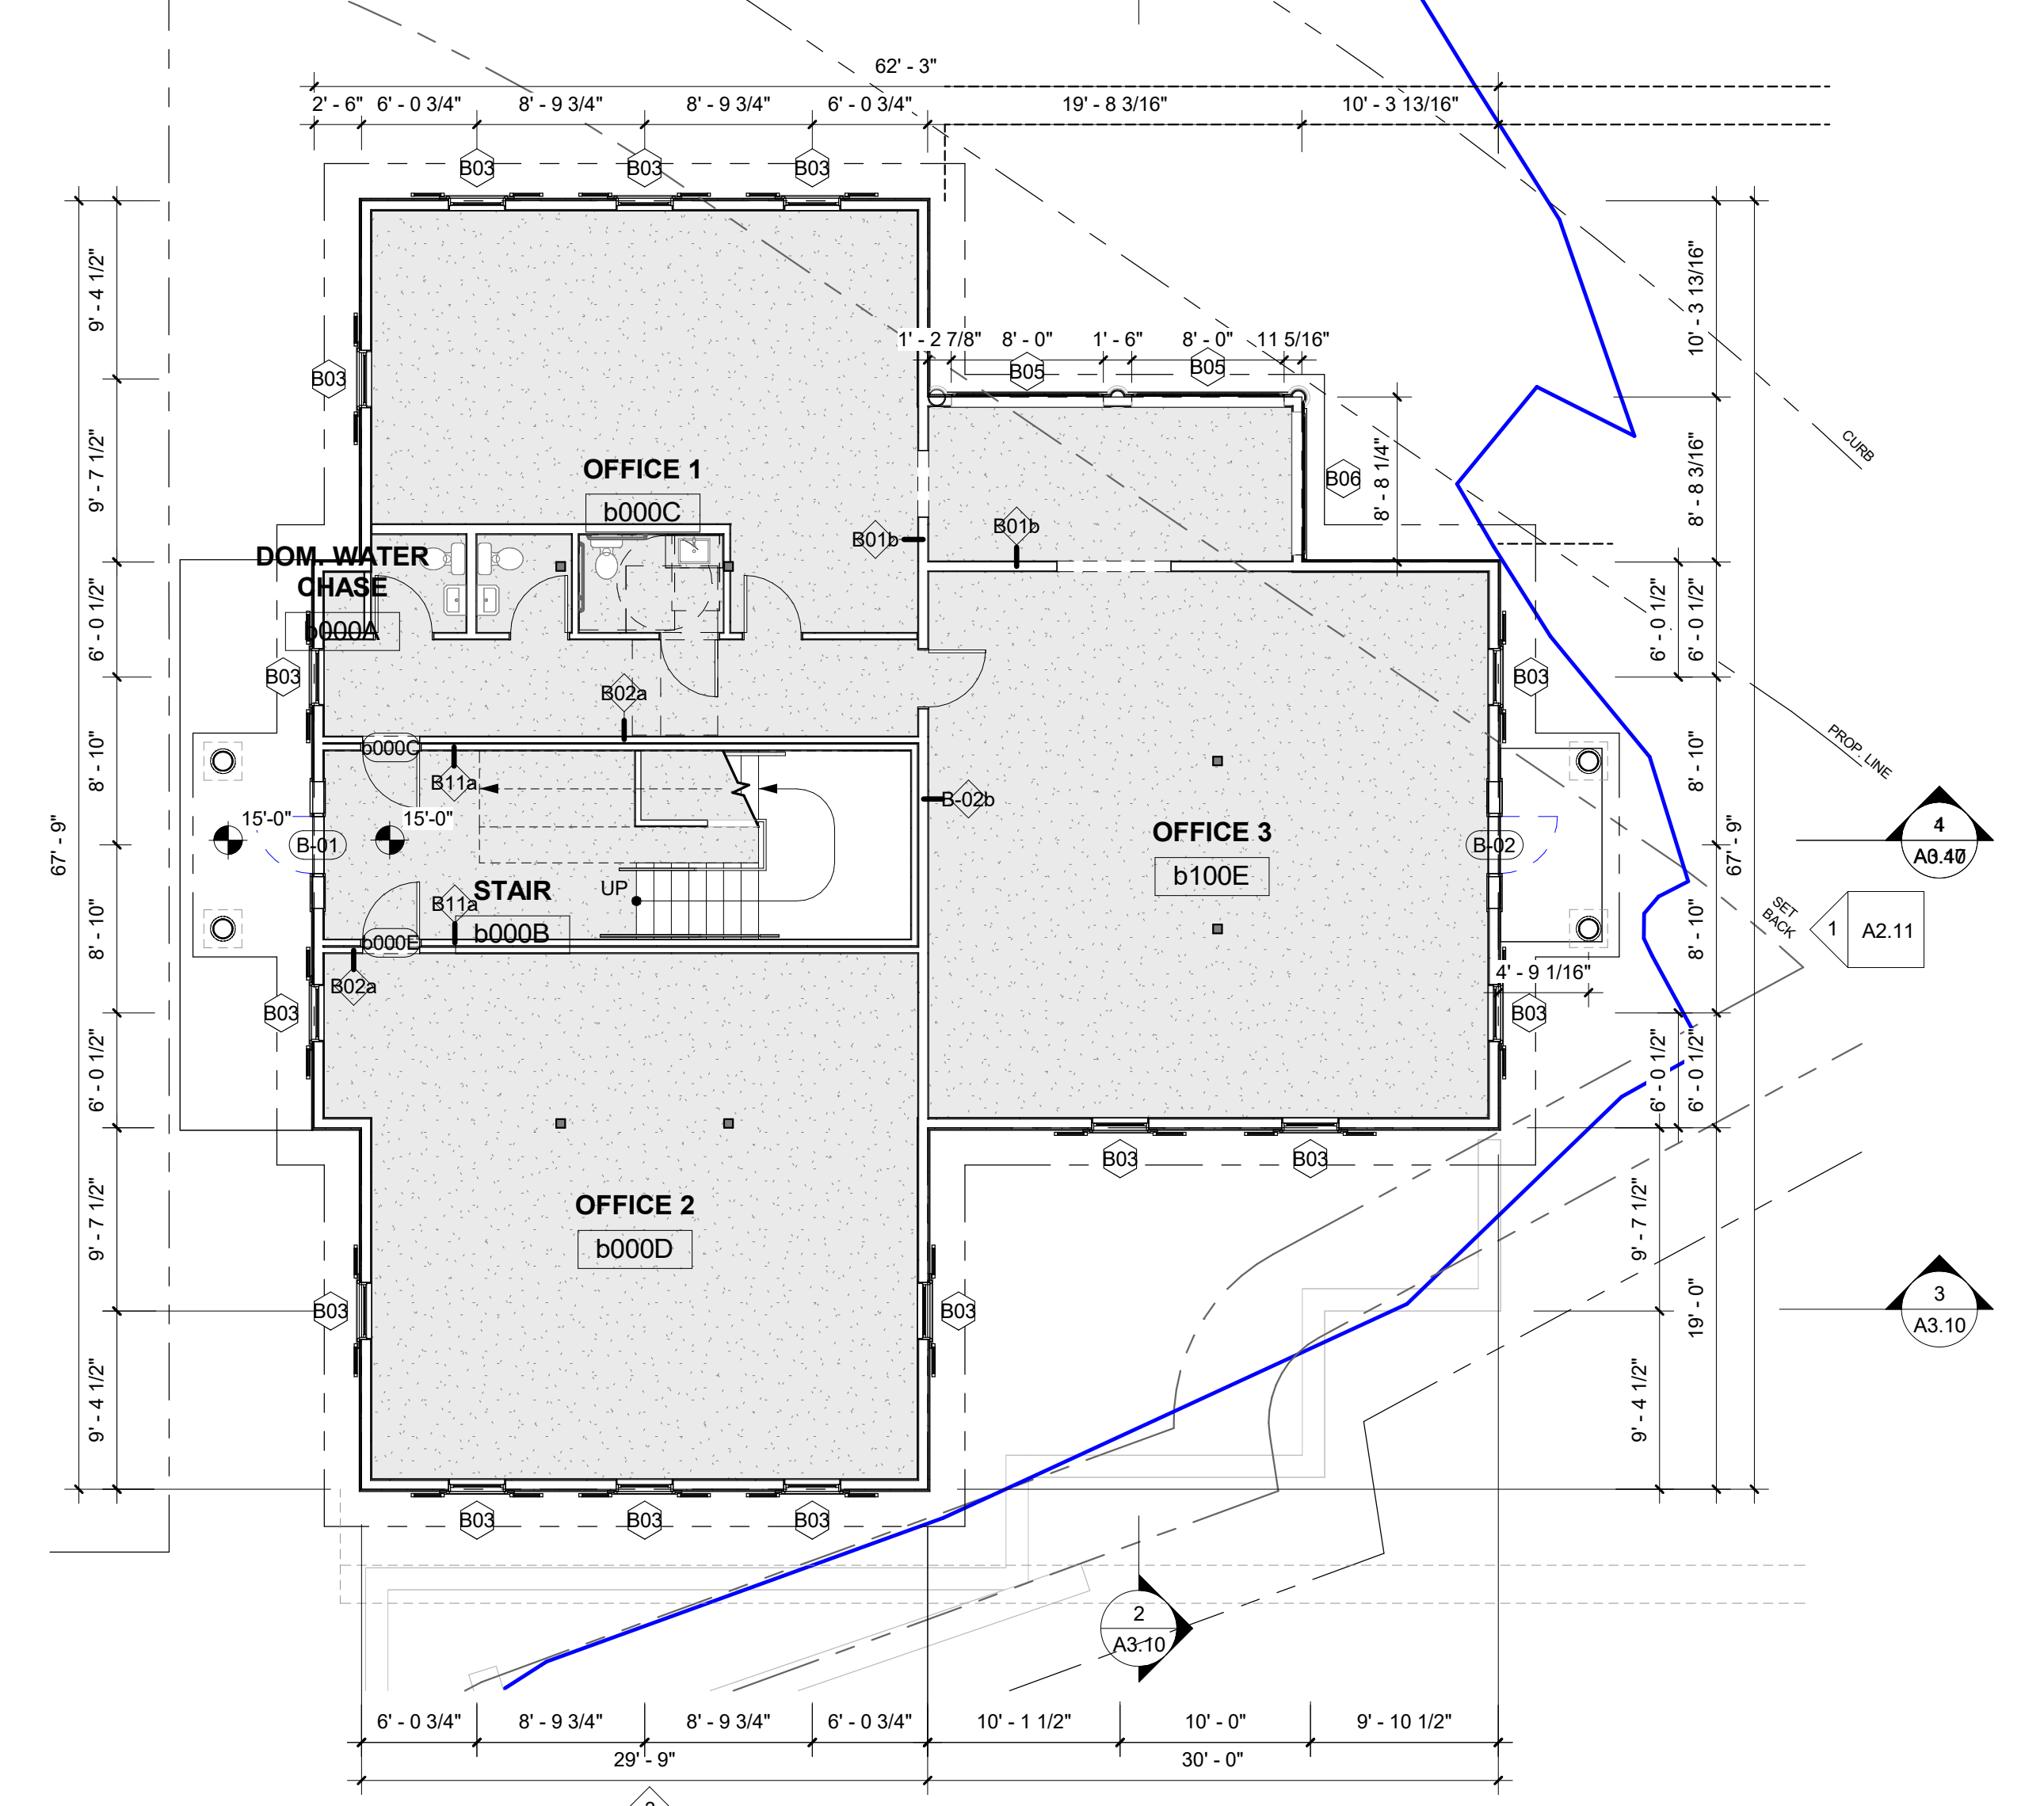 62' - 3"
2' - 6" 6' - 0 3/4" 8' - 9 3/4" 8' - 9 3/4" 6' - 0 3/4" 19' - 8 3/16" 10' - 3 13/16"
B03 B03 B03
9' - 4 1/2"
10' - 3 13/16"
1' - 2 7/8" 8' - 0" 1' - 6" 8' - 0" 11 5/16"
B05 B05
B03
CURB
OFFICE 1
b000C
9' - 7 1/2"
B06
8' - 8 1/4"
8' - 8 3/16"
B01b
B01b
DOM. WATER
CHASE
b000A
6' - 0 1/2"
6' - 0 1/2"
6' - 0 1/2"
B03
B02a
B03
b000C
B11a
8' - 10"
8' - 10"
PROP. LINE
B-02b
15'-0"
15'-0"
B-01
OFFICE 3
b100E
B-02
67' - 9"
67' - 9"
4
UP
STAIR
b000B
B11a
b000E
8' - 10"
8' - 10"
SET
BACK
1
A2.11
B02a
4' - 9 1/16"
B03
B03
6' - 0 1/2"
6' - 0 1/2"
6' - 0 1/2"
B03 B03
OFFICE 2
b000D
9' - 7 1/2"
9' - 7 1/2"
B03
B03
19' - 0"
3
A3.10
9' - 4 1/2"
9' - 4 1/2"
B03 B03 B03
2
A3.10
6' - 0 3/4" 8' - 9 3/4" 8' - 9 3/4" 6' - 0 3/4" 10' - 1 1/2" 10' - 0" 9' - 10 1/2"
29' - 9" 30' - 0"